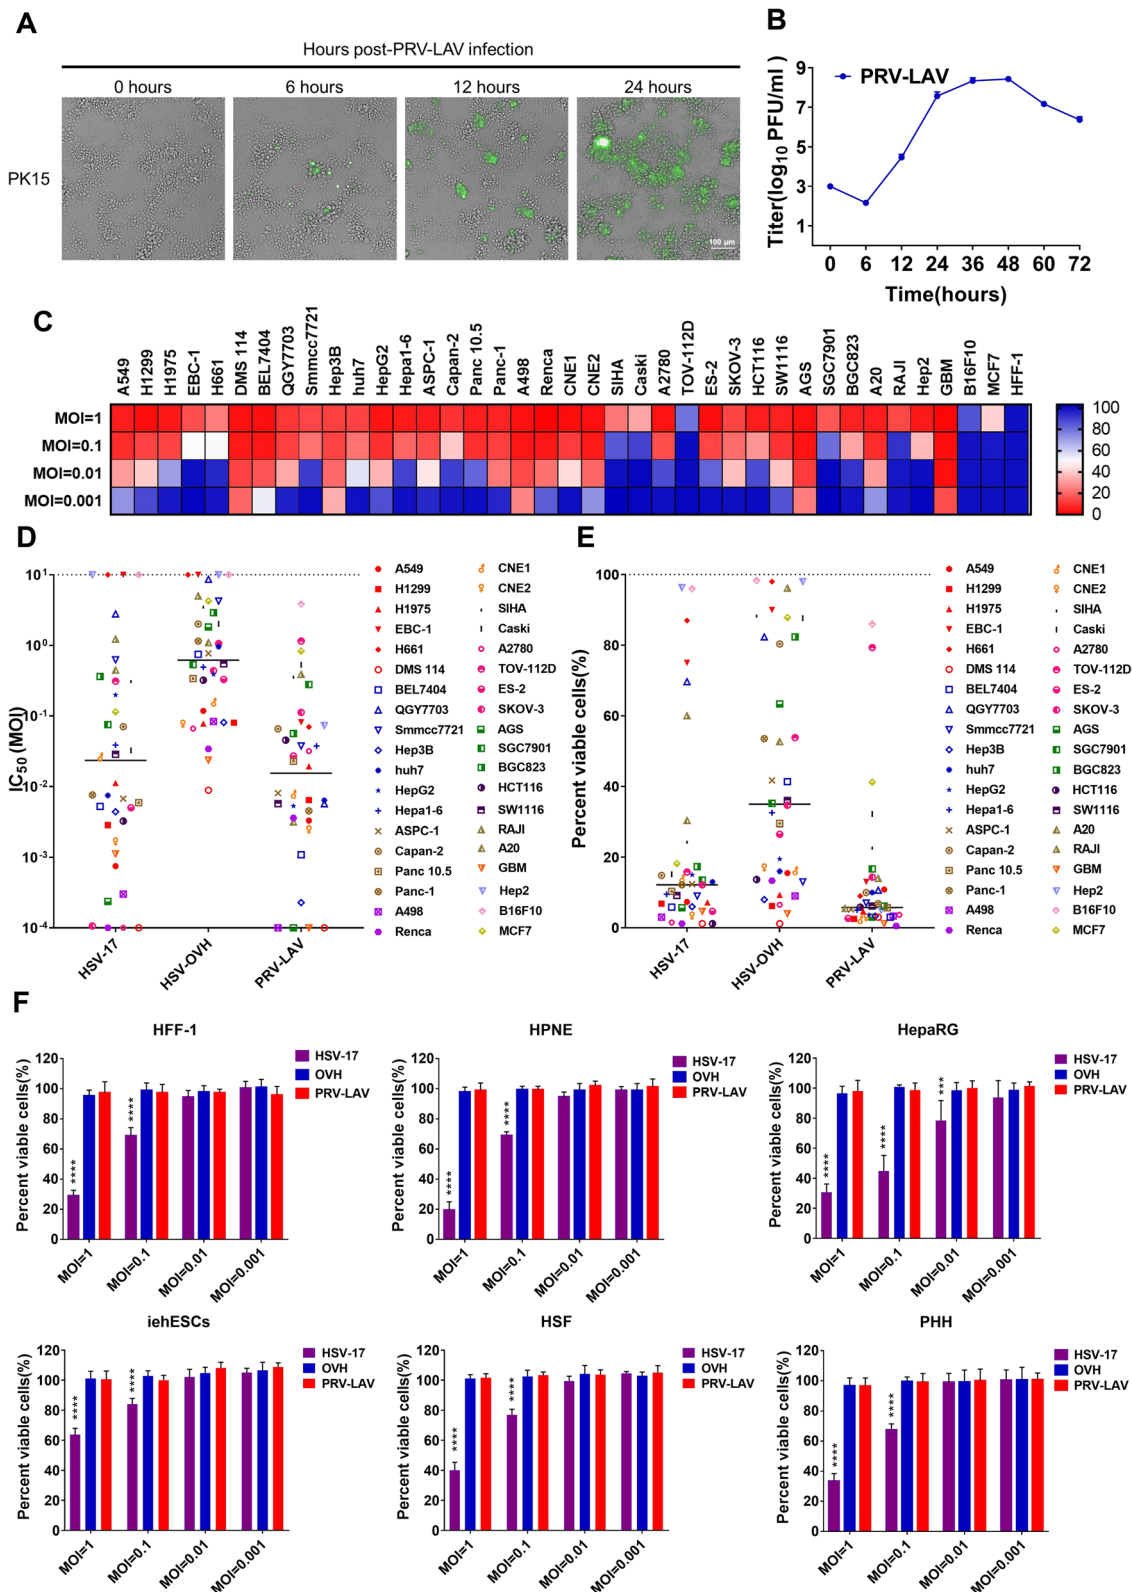 A
Hours post-PRV-LAV infection
0 hours
6 hours
12 hours
24 hours
PK15
100 µm
B
PRV-LAV
Titer(log10 PFU/ml )
9
7
5
3
1
0 6 12 24 36 48 60 72
Time(hours)
C
A549
H1299
H1975
EBC-1
H661
DMS 114
BEL7404
QGY7703
Smmcc7721
Hep3B
huh7
HepG2
Hepa1-6
ASPC-1
Capan-2
Panc 10.5
Panc-1
A498
Renca
CNE1
CNE2
SIHA
Caski
A2780
TOV-112D
ES-2
SKOV-3
HCT116
SW1116
AGS
SGC7901
BGC823
A20
RAJI
Hep2
GBM
B16F10
MCF7
HFF-1
MOI=1
MOI=0.1
MOI=0.01
MOI=0.001
100
80
60
40
20
0
D
IC50 (MOI)
10^1
10^0
10^-1
10^-2
10^-3
10^-4
HSV-17
HSV-OVH
PRV-LAV
A549
H1299
H1975
EBC-1
H661
DMS 114
BEL7404
QGY7703
Smmcc7721
Hep3B
huh7
HepG2
Hepa1-6
ASPC-1
Capan-2
Panc 10.5
Panc-1
A498
Renca
CNE1
CNE2
SIHA
Caski
A2780
TOV-112D
ES-2
SKOV-3
AGS
SGC7901
BGC823
HCT116
SW1116
RAJI
A20
GBM
Hep2
B16F10
MCF7
E
Percent viable cells(%)
100
80
60
40
20
0
HSV-17
HSV-OVH
PRV-LAV
A549
H1299
H1975
EBC-1
H661
DMS 114
BEL7404
QGY7703
Smmcc7721
Hep3B
huh7
HepG2
Hepa1-6
ASPC-1
Capan-2
Panc 10.5
Panc-1
A498
Renca
CNE1
CNE2
SIHA
Caski
A2780
TOV-112D
ES-2
SKOV-3
AGS
SGC7901
BGC823
HCT116
SW1116
A20
RAJI
GBM
Hep2
B16F10
MCF7
F
HFF-1
Percent viable cells(%)
120
100
80
60
40
20
0
****
****
MOI=1
MOI=0.1
MOI=0.01
MOI=0.001
HSV-17
OVH
PRV-LAV
HPNE
Percent viable cells(%)
120
100
80
60
40
20
0
****
****
MOI=1
MOI=0.1
MOI=0.01
MOI=0.001
HSV-17
OVH
PRV-LAV
HepaRG
Percent viable cells(%)
120
100
80
60
40
20
0
****
****
***
MOI=1
MOI=0.1
MOI=0.01
MOI=0.001
HSV-17
OVH
PRV-LAV
iehESCs
Percent viable cells(%)
120
100
80
60
40
20
0
****
****
MOI=1
MOI=0.1
MOI=0.01
MOI=0.001
HSV-17
OVH
PRV-LAV
HSF
Percent viable cells(%)
120
100
80
60
40
20
0
****
****
MOI=1
MOI=0.1
MOI=0.01
MOI=0.001
HSV-17
OVH
PRV-LAV
PHH
Percent viable cells(%)
120
100
80
60
40
20
0
****
****
MOI=1
MOI=0.1
MOI=0.01
MOI=0.001
HSV-17
OVH
PRV-LAV